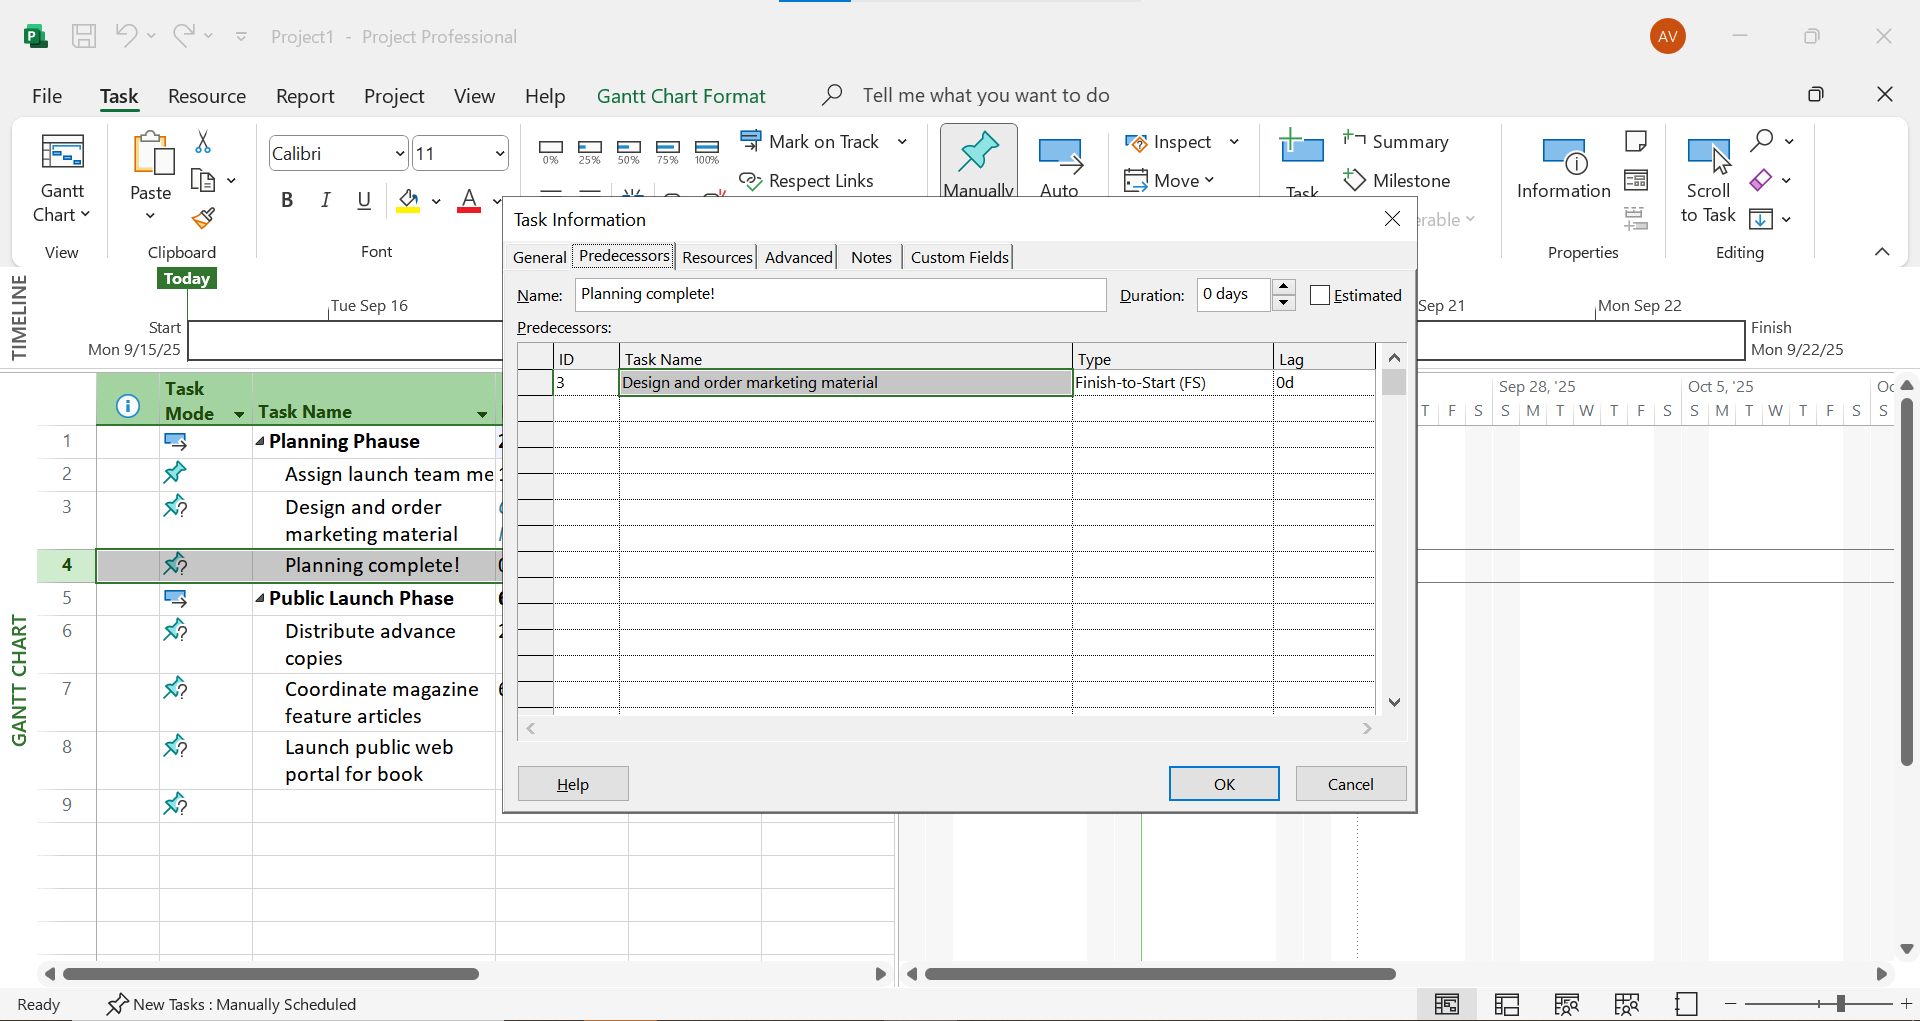 Project1 - Project Professional
AV
File Task Resource Report Project View Help Gantt Chart Format Tell me what you want to do
Gantt Chart
View
Paste
Clipboard
Calibri 11
B I U A
Font
0% 25% 50% 75% 100%
Mark on Track
Respect Links
Manually
Auto
Inspect
Move
Task
Summary
Milestone
erable
Information
Properties
Scroll to Task
Editing
TIMELINE
Today
Tue Sep 16
Sep 21
Mon Sep 22
Start
Mon 9/15/25
Finish
Mon 9/22/25
Task Information
General Predecessors Resources Advanced Notes Custom Fields
Name: Planning complete! Duration: 0 days Estimated
Predecessors:
ID Task Name Type Lag
3 Design and order marketing material Finish-to-Start (FS) 0d
Help OK Cancel
GANTT CHART
Task Mode Task Name
1 Planning Phause
2 Assign launch team me
3 Design and order
marketing material
4 Planning complete!
5 Public Launch Phase
6 Distribute advance
copies
7 Coordinate magazine
feature articles
8 Launch public web
portal for book
9
Sep 28, '25 Oct 5, '25
T F S S M T W T F S S M T W T F S S
Ready New Tasks : Manually Scheduled